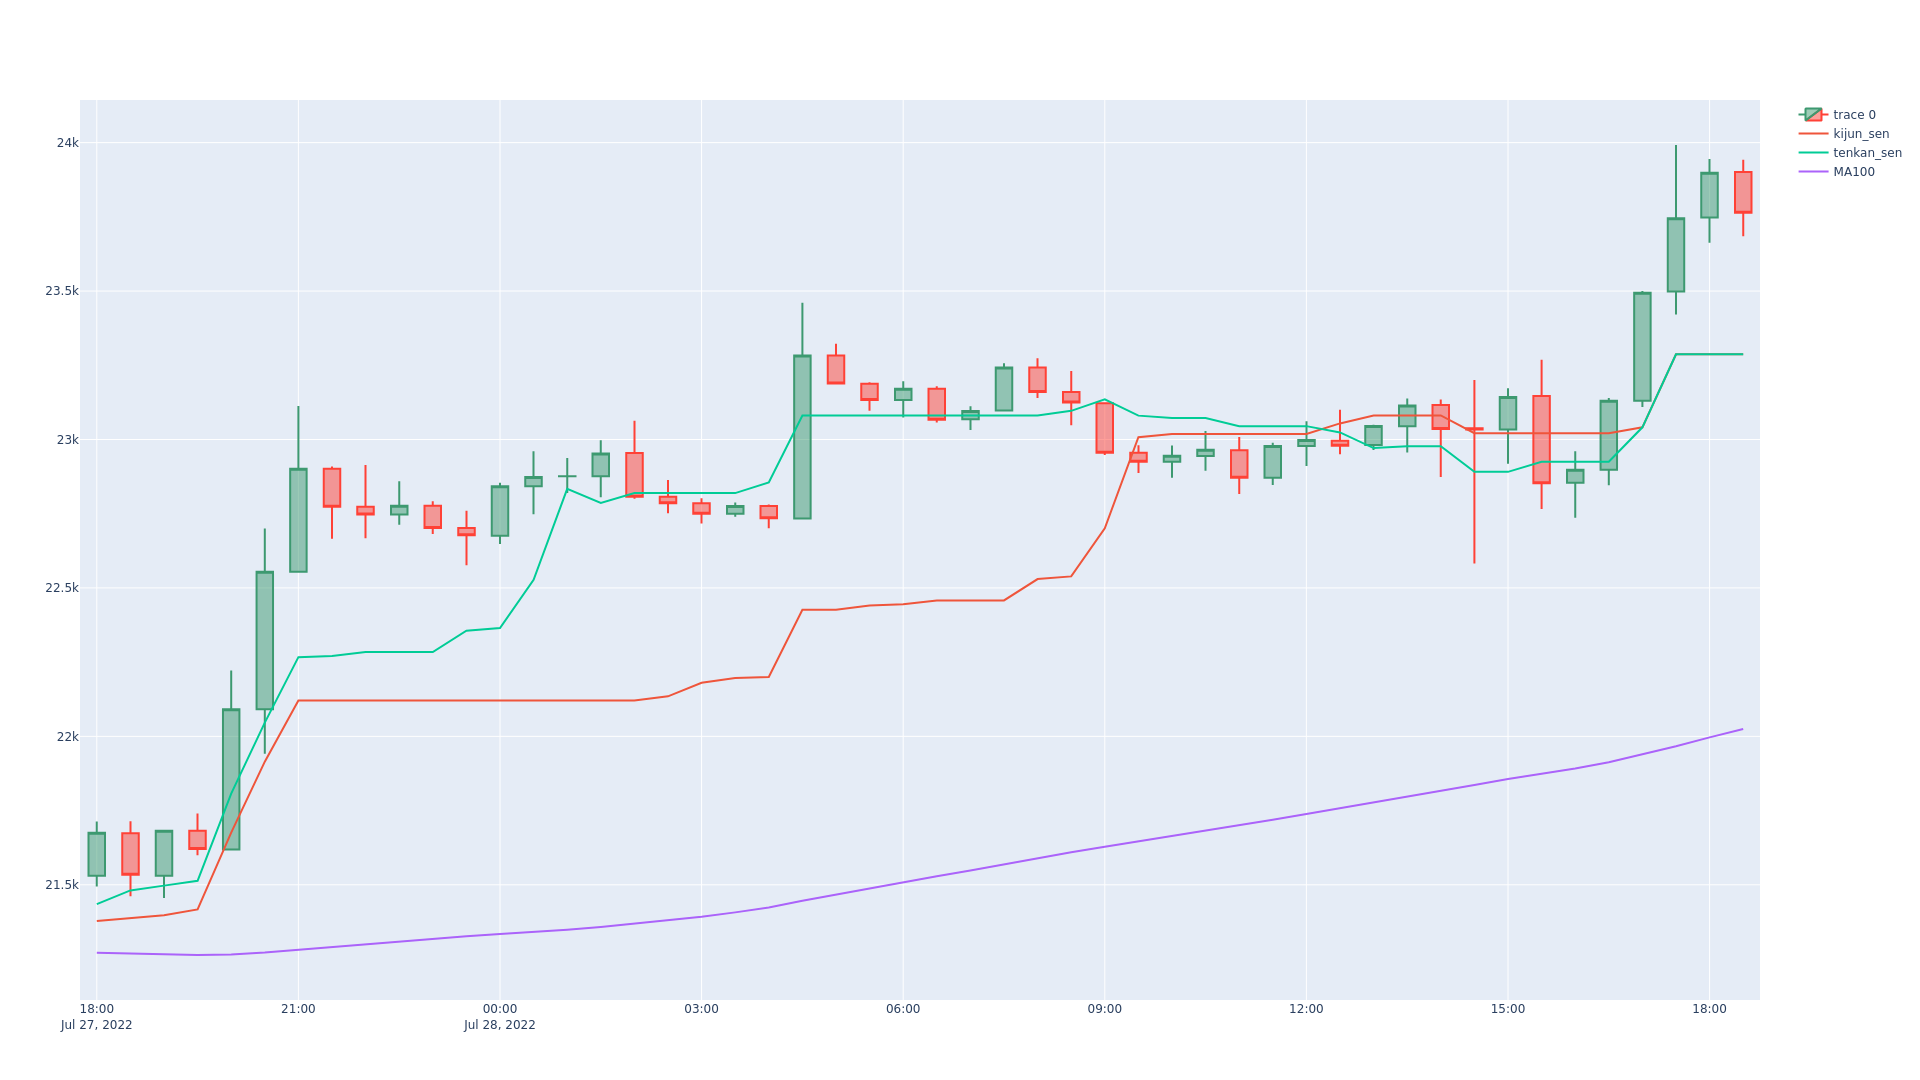 trace 0
kijun_sen
tenkan_sen
MA100
24k
23.5k
23k
22.5k
22k
21.5k
18:00 21:00 00:00 03:00 06:00 09:00 12:00 15:00 18:00
Jul 27, 2022 Jul 28, 2022